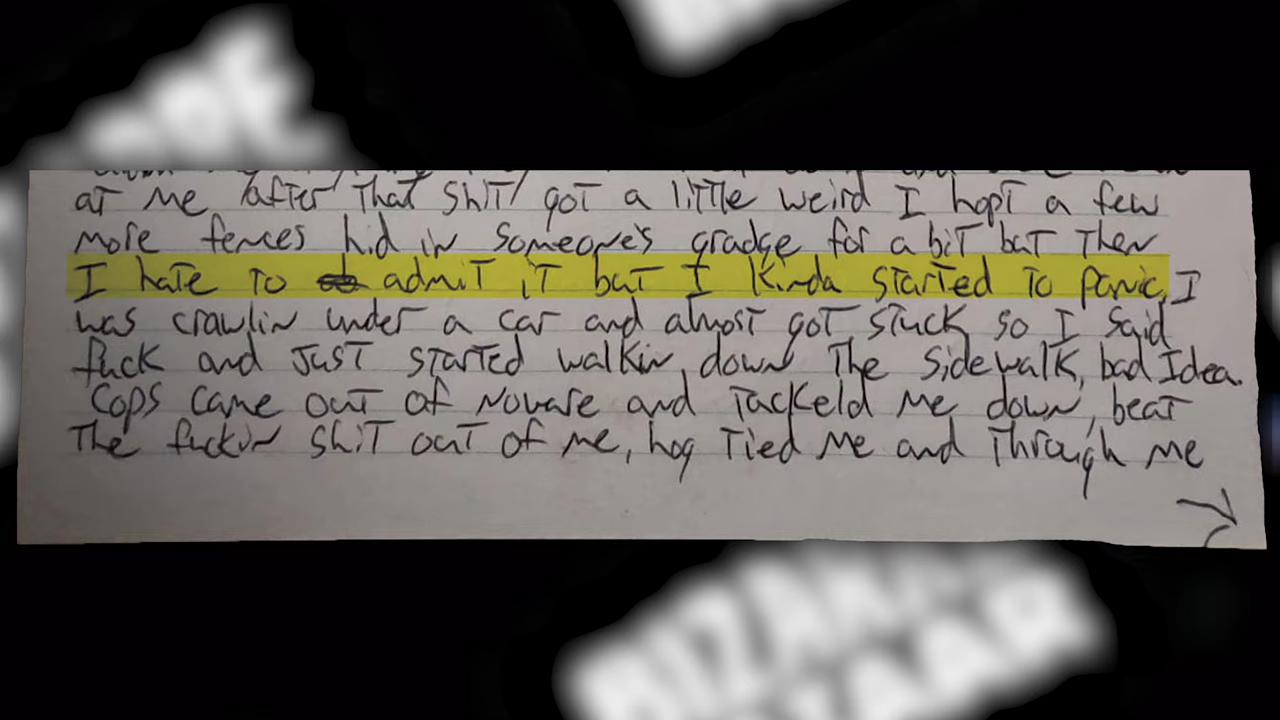 at me after that shit got a little weird I hopt a few
more fences hid in someone's gradge for a bit bat then
I hate to admit it bat I kinda started to panic, I
was crawlin under a car and almost got stuck so I said
fuck and Just started walkin, down the sidewalk, bad Idea.
Cops came out of Noware and Tackeld me down, beat
The fuckin shit out of me, hog Tied me and Through me